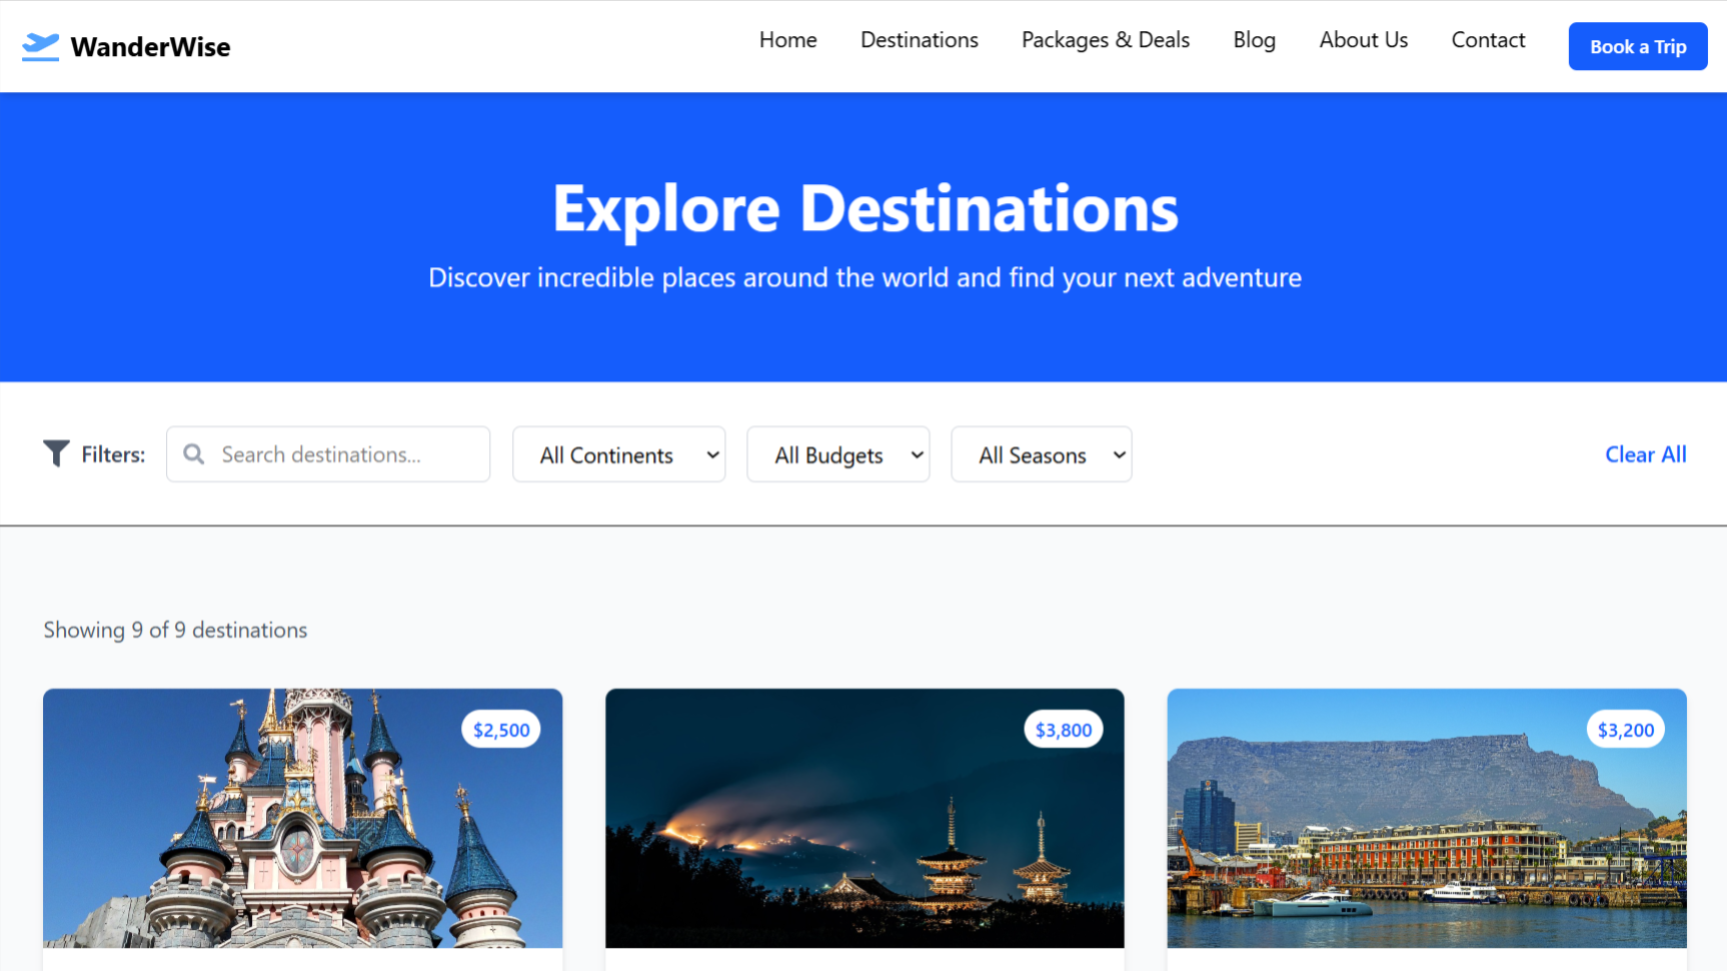 WanderWise
Home Destinations Packages & Deals Blog About Us Contact Book a Trip
Explore Destinations
Discover incredible places around the world and find your next adventure
Filters: Search destinations... All Continents All Budgets All Seasons Clear All
Showing 9 of 9 destinations
$2,500 $3,800 $3,200